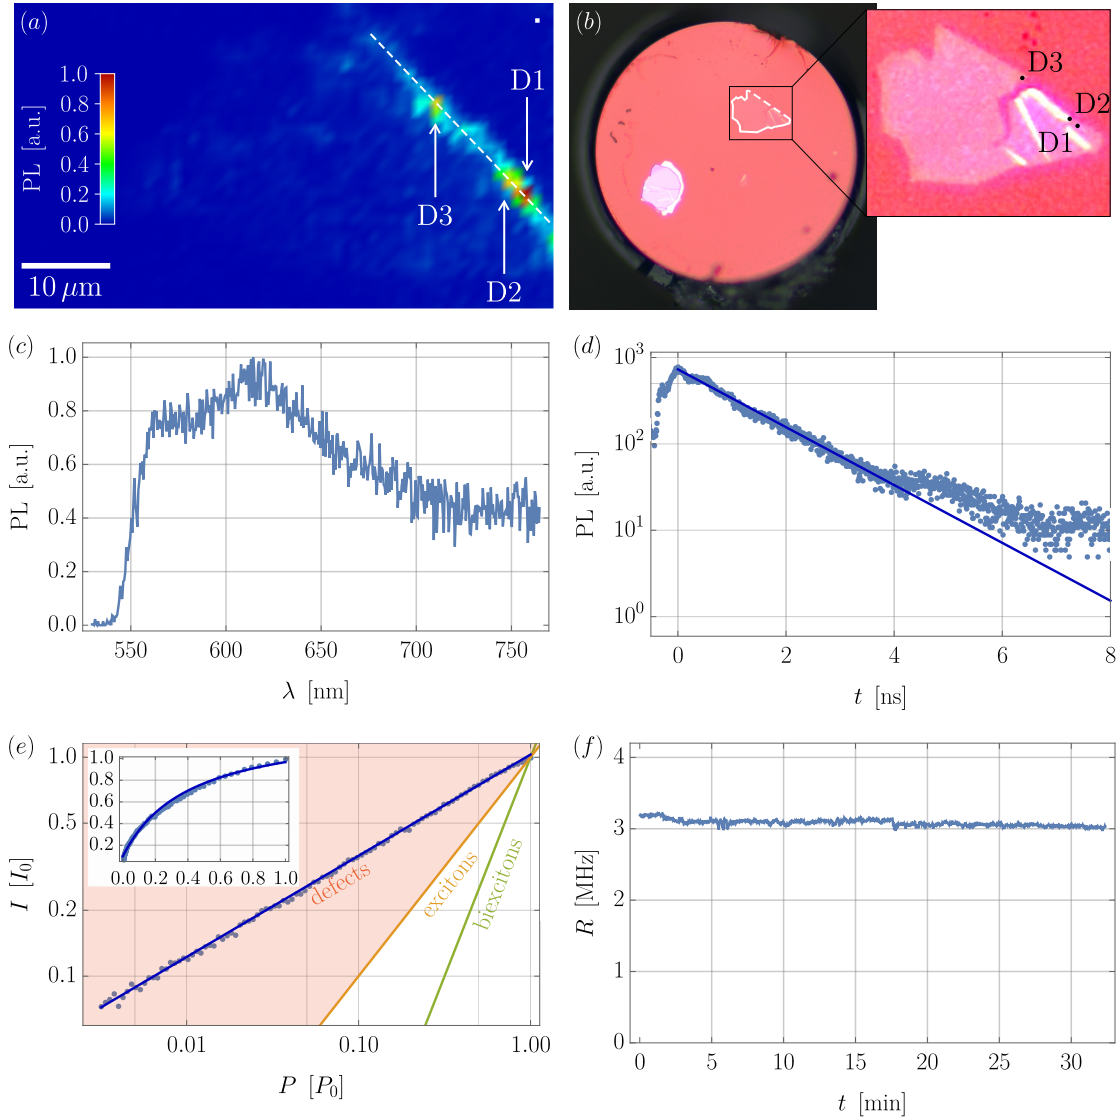 (a)
PL [a.u.]
1.0
0.8
0.6
0.4
0.2
0.0
10 μm
D1
D3
D2
(b)
D3
D2
D1
(c)
PL [a.u.]
1.0
0.8
0.6
0.4
0.2
0.0
550 600 650 700 750
λ [nm]
(d)
PL [a.u.]
10³
10²
10¹
10⁰
0 2 4 6 8
t [ns]
(e)
I [I₀]
1.0
0.5
0.2
0.1
1.0
0.8
0.6
0.4
0.2
0.0 0.2 0.4 0.6 0.8 1.0
defects
excitons
biexcitons
0.01 0.10 1.00
P [P₀]
(f)
R [MHz]
4
3
2
1
0
0 5 10 15 20 25 30
t [min]